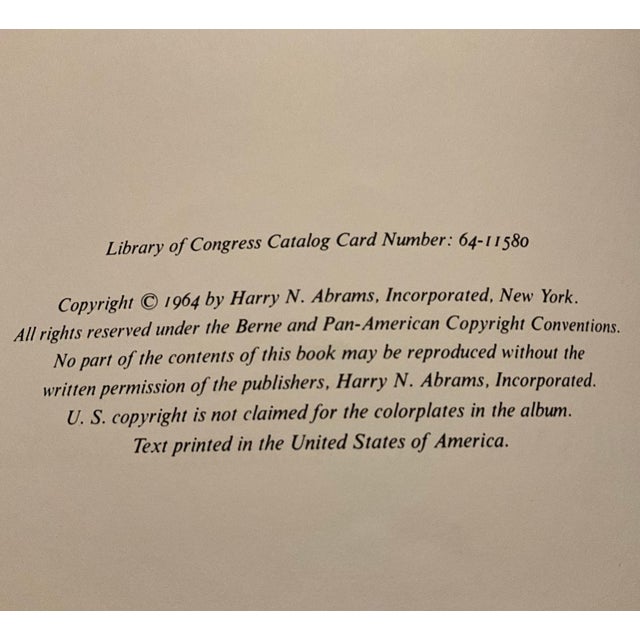 Library of Congress Catalog Card Number: 64-11580
Copyright © 1964 by Harry N. Abrams, Incorporated, New York.
All rights reserved under the Berne and Pan-American Copyright Conventions.
No part of the contents of this book may be reproduced without the
written permission of the publishers, Harry N. Abrams, Incorporated.
U. S. copyright is not claimed for the colorplates in the album.
Text printed in the United States of America.